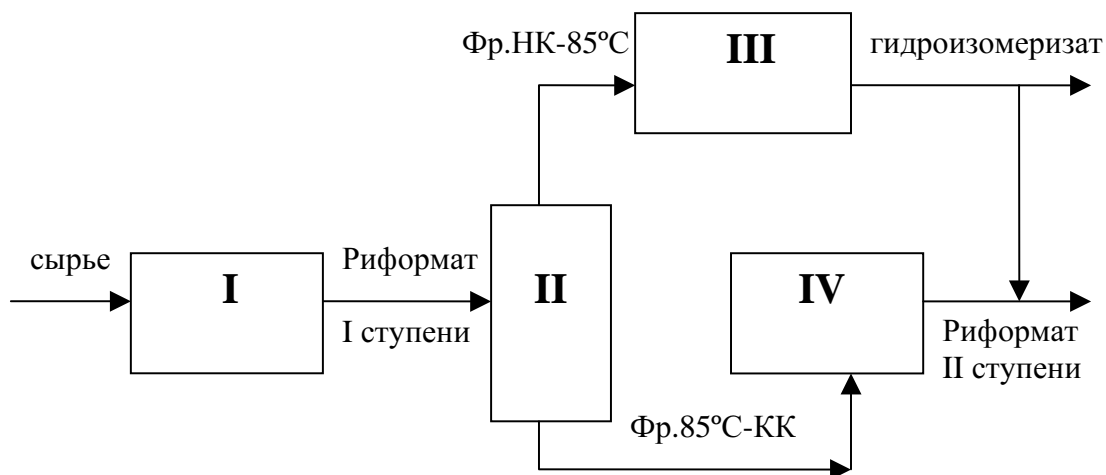 Фр.НК-85ºС
III
гидроизомеризат
сырье
I
Риформат
I ступени
II
IV
Риформат
II ступени
Фр.85ºС-КК